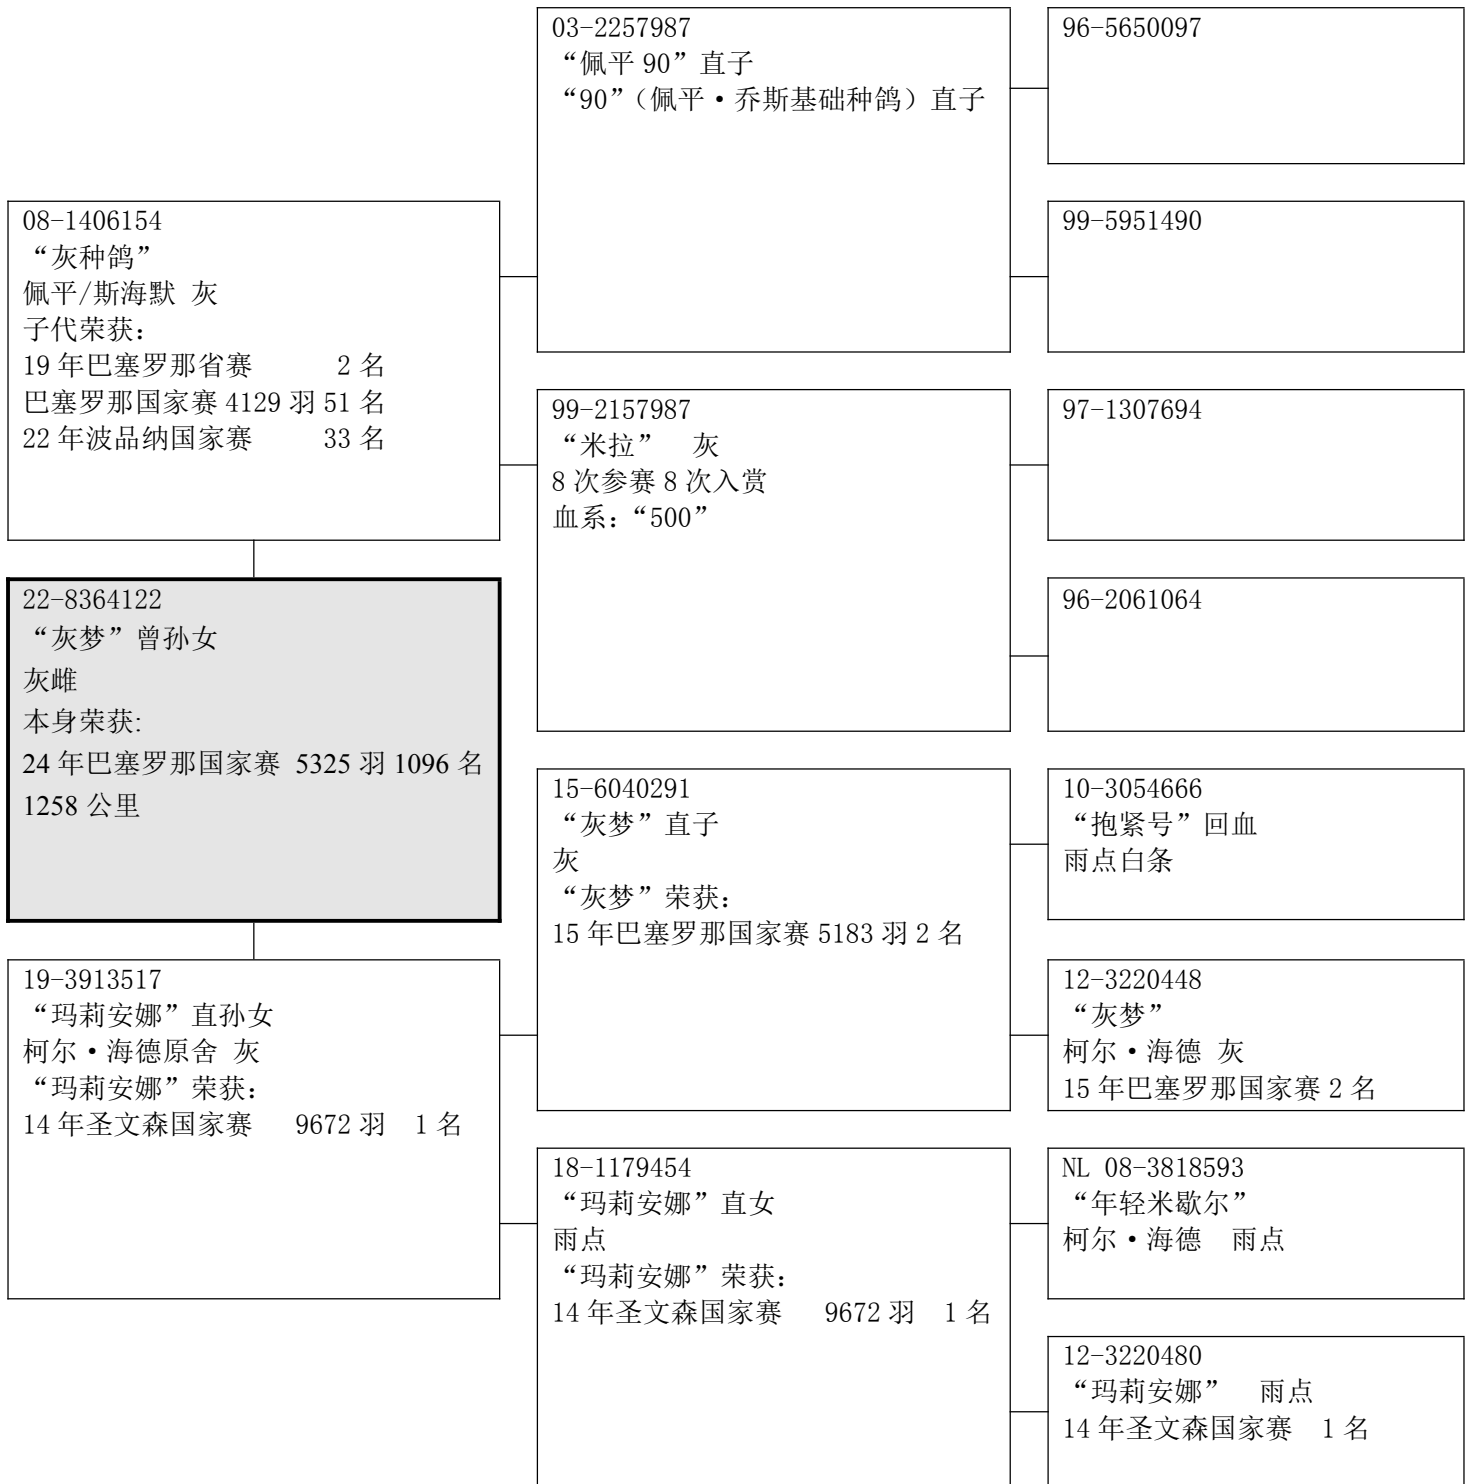 03-2257987
“佩平 90”直子
“90”（佩平·乔斯基础种鸽）直子
96-5650097
99-5951490
08-1406154
“灰种鸽”
佩平/斯海默 灰
子代荣获：
19 年巴塞罗那省赛 2 名
巴塞罗那国家赛 4129 羽 51 名
22 年波品纳国家赛 33 名
99-2157987
“米拉” 灰
8 次参赛 8 次入赏
血系：“500”
97-1307694
96-2061064
22-8364122
“灰梦”曾孙女
灰雌
本身荣获:
24 年巴塞罗那国家赛 5325 羽 1096 名
1258 公里
15-6040291
“灰梦”直子
灰
“灰梦”荣获：
15 年巴塞罗那国家赛 5183 羽 2 名
10-3054666
“抱紧号”回血
雨点白条
12-3220448
“灰梦”
柯尔·海德 灰
15 年巴塞罗那国家赛 2 名
19-3913517
“玛莉安娜”直孙女
柯尔·海德原舍 灰
“玛莉安娜”荣获：
14 年圣文森国家赛 9672 羽 1 名
18-1179454
“玛莉安娜”直女
雨点
“玛莉安娜”荣获：
14 年圣文森国家赛 9672 羽 1 名
NL 08-3818593
“年轻米歇尔”
柯尔·海德 雨点
12-3220480
“玛莉安娜” 雨点
14 年圣文森国家赛 1 名